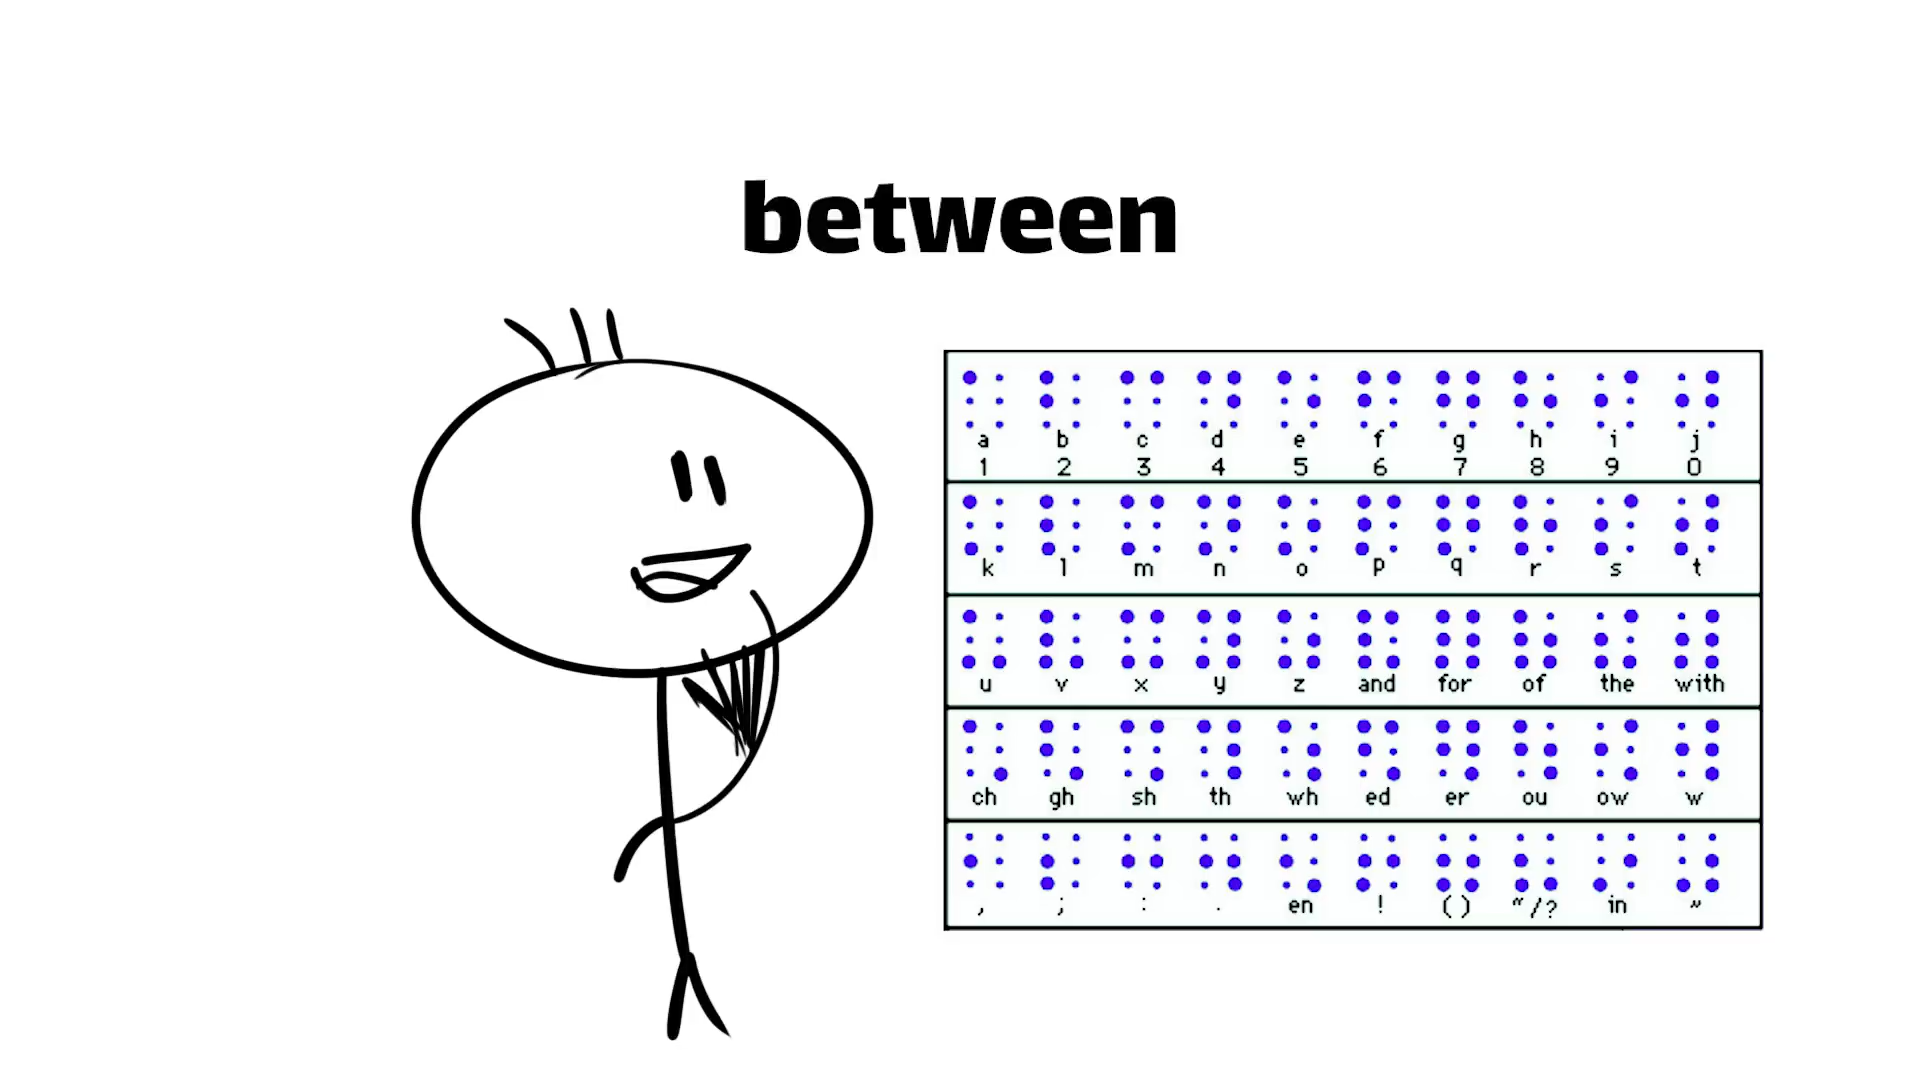 between
a b c d e f g h i j
1 2 3 4 5 6 7 8 9 0
k l m n o p q r s t
u v x y z and for of the with
ch gh sh th wh ed er ou ow w
, ; : . en ! ( ) “/? in ”